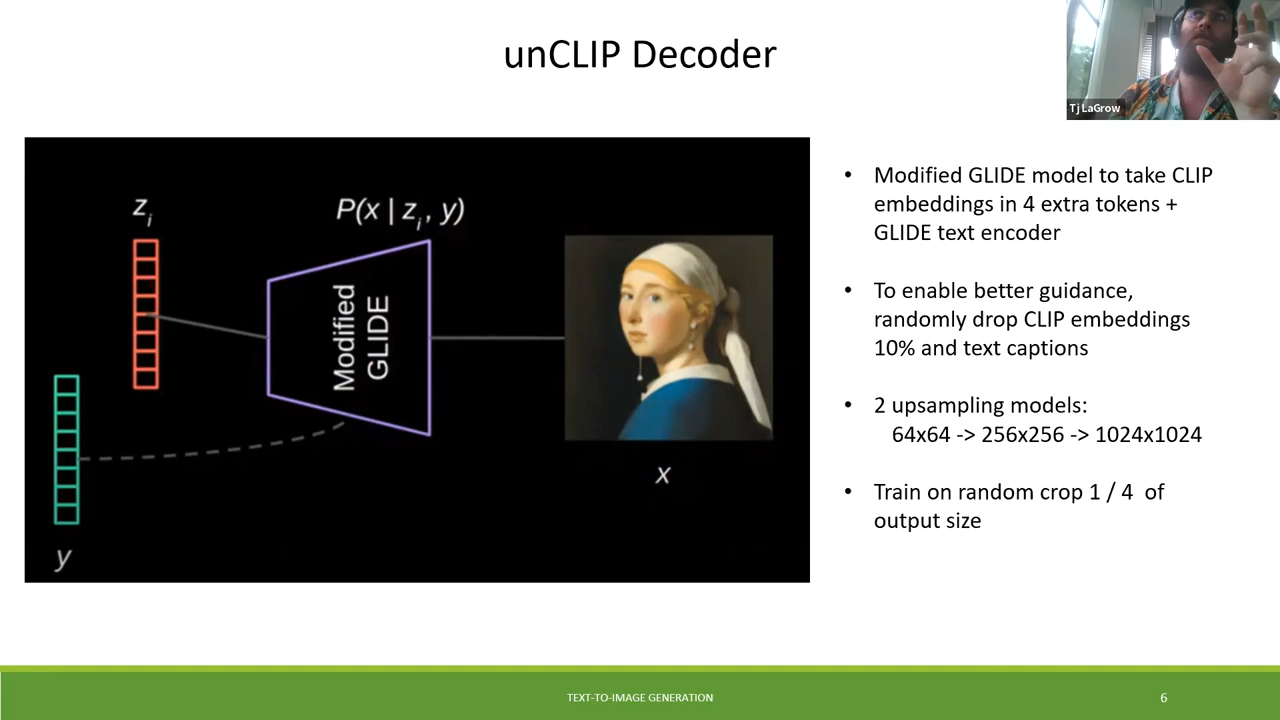 unCLIP Decoder
Tj LaGrow
z_i
P(x | z_i, y)
Modified
GLIDE
x
y
• Modified GLIDE model to take CLIP
embeddings in 4 extra tokens +
GLIDE text encoder
• To enable better guidance,
randomly drop CLIP embeddings
10% and text captions
• 2 upsampling models:
64x64 -> 256x256 -> 1024x1024
• Train on random crop 1 / 4 of
output size
TEXT-TO-IMAGE GENERATION
6